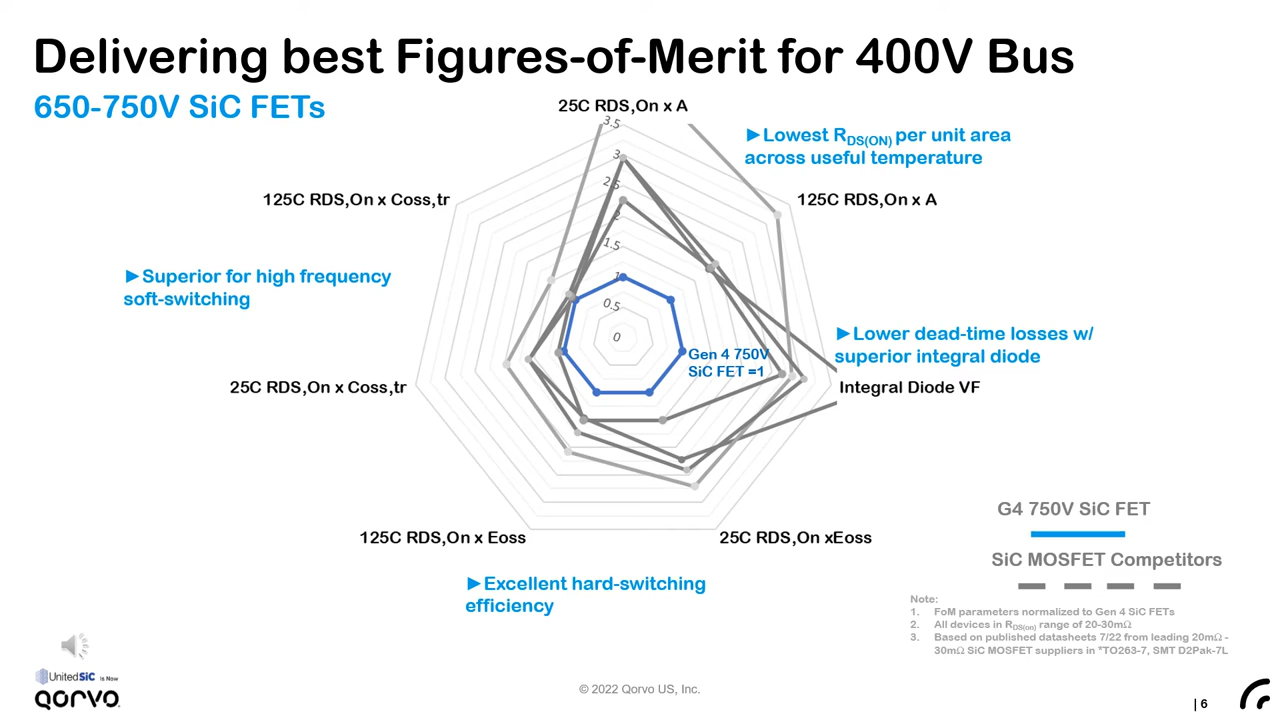 Delivering best Figures-of-Merit for 400V Bus
650-750V SiC FETs
25C RDS,On x A
3.5
►Lowest RDS(ON) per unit area
across useful temperature
3
2.5
125C RDS,On x Coss,tr
125C RDS,On x A
2
1.5
►Superior for high frequency
soft-switching
1
0.5
0
►Lower dead-time losses w/
superior integral diode
Gen 4 750V
SiC FET =1
25C RDS,On x Coss,tr
Integral Diode VF
125C RDS,On x Eoss
25C RDS,On xEoss
►Excellent hard-switching
efficiency
G4 750V SiC FET
SiC MOSFET Competitors
Note:
1. FoM parameters normalized to Gen 4 SiC FETs
2. All devices in RDS(on) range of 20-30mΩ
3. Based on published datasheets 7/22 from leading 20mΩ -
30mΩ SiC MOSFET suppliers in *TO263-7, SMT D2Pak-7L
UnitedSiC Is Now
QORVO
© 2022 Qorvo US, Inc.
| 6